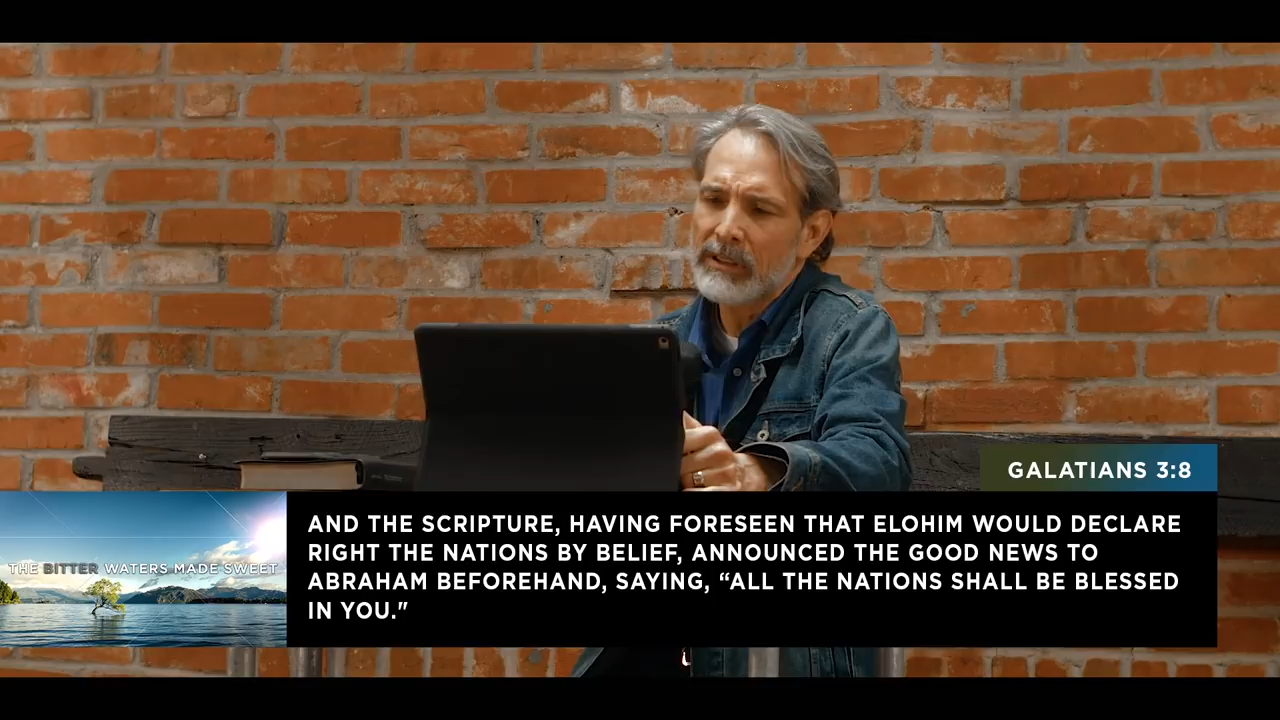 GALATIANS 3:8
THE BITTER WATERS MADE SWEET
AND THE SCRIPTURE, HAVING FORESEEN THAT ELOHIM WOULD DECLARE
RIGHT THE NATIONS BY BELIEF, ANNOUNCED THE GOOD NEWS TO
ABRAHAM BEFOREHAND, SAYING, “ALL THE NATIONS SHALL BE BLESSED
IN YOU."